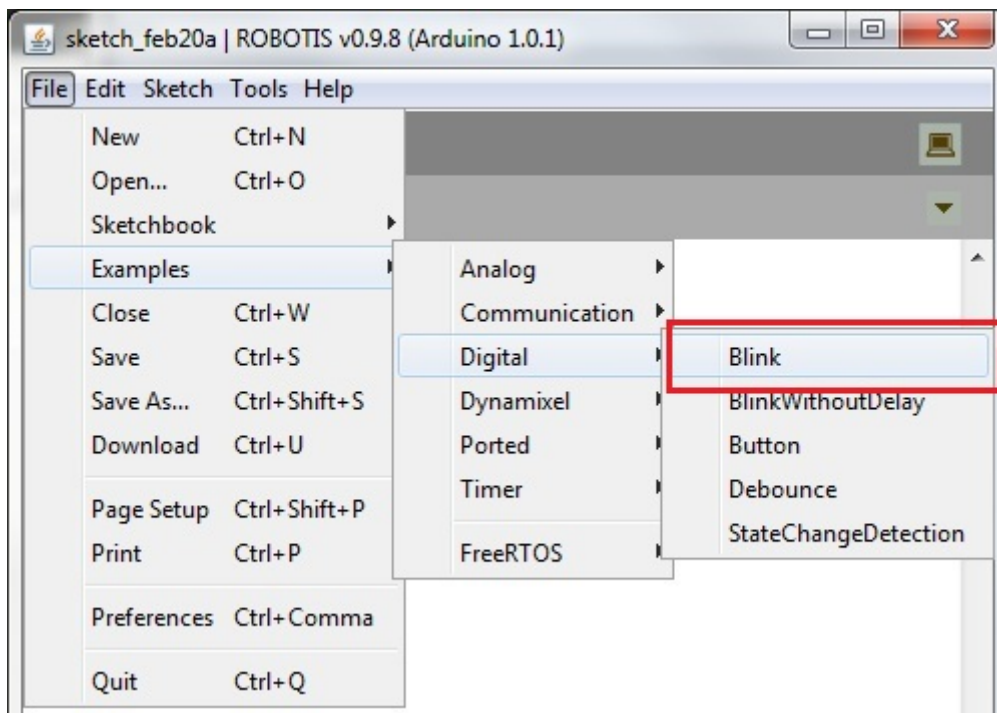 sketch_feb20a | ROBOTIS v0.9.8 (Arduino 1.0.1)
File Edit Sketch Tools Help
New Ctrl+N
Open... Ctrl+O
Sketchbook
Examples
Close Ctrl+W
Save Ctrl+S
Save As... Ctrl+Shift+S
Download Ctrl+U
Page Setup Ctrl+Shift+P
Print Ctrl+P
Preferences Ctrl+Comma
Quit Ctrl+Q
Analog
Communication
Digital
Dynamixel
Ported
Timer
FreeRTOS
Blink
BlinkWithoutDelay
Button
Debounce
StateChangeDetection